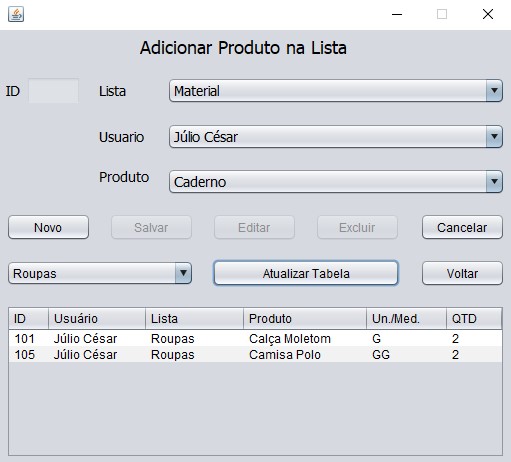 Adicionar Produto na Lista
ID Lista Material
Usuario Júlio César
Produto Caderno
Novo Salvar Editar Excluir Cancelar
Roupas Atualizar Tabela Voltar
ID Usuário Lista Produto Un./Med. QTD
101 Júlio César Roupas Calça Moletom G 2
105 Júlio César Roupas Camisa Polo GG 2